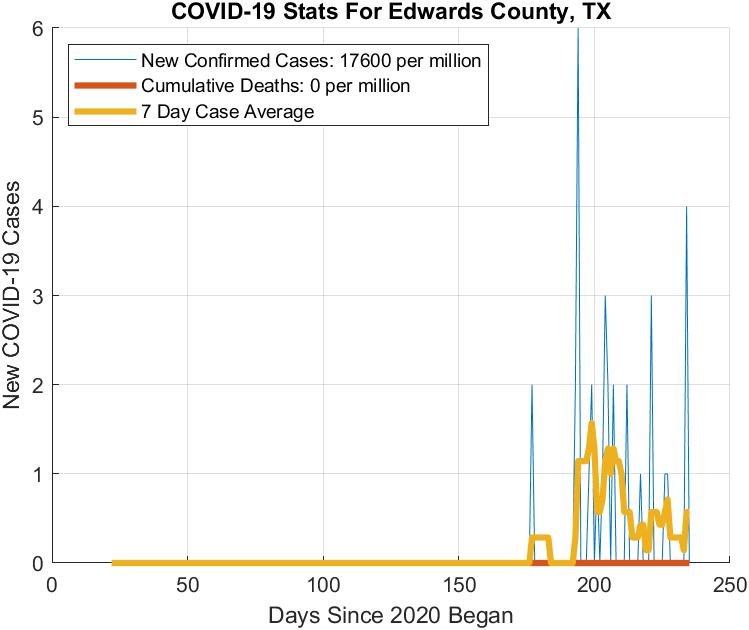 COVID-19 Stats For Edwards County, TX
New Confirmed Cases: 17600 per million
Cumulative Deaths: 0 per million
7 Day Case Average
New COVID-19 Cases
6
5
4
3
2
1
0
0 50 100 150 200 250
Days Since 2020 Began